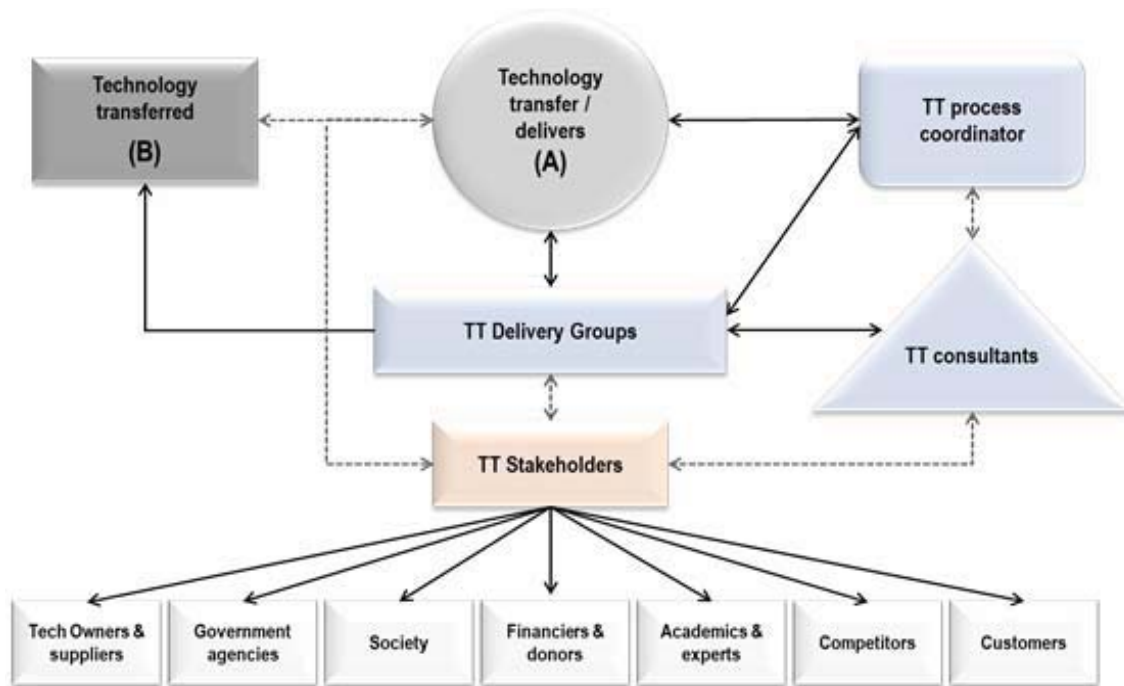 Technology
transferred
(B)
Technology
transfer /
delivers
(A)
TT process
coordinator
TT Delivery Groups
TT consultants
TT Stakeholders
Tech Owners &
suppliers
Government
agencies
Society
Financiers &
donors
Academics &
experts
Competitors
Customers